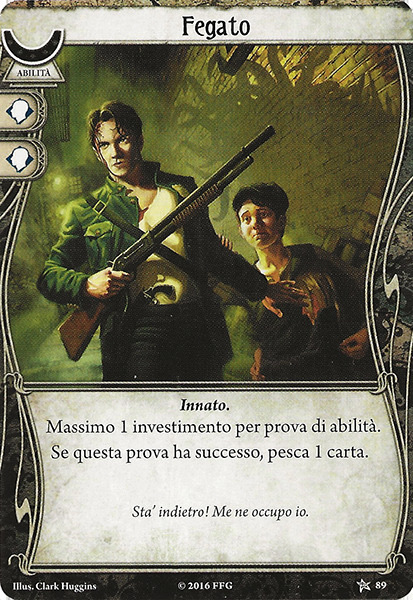 Fegato
ABILITÀ
Innato.
Massimo 1 investimento per prova di abilità.
Se questa prova ha successo, pesca 1 carta.
Sta' indietro! Me ne occupo io.
Illus. Clark Huggins © 2016 FFG 89